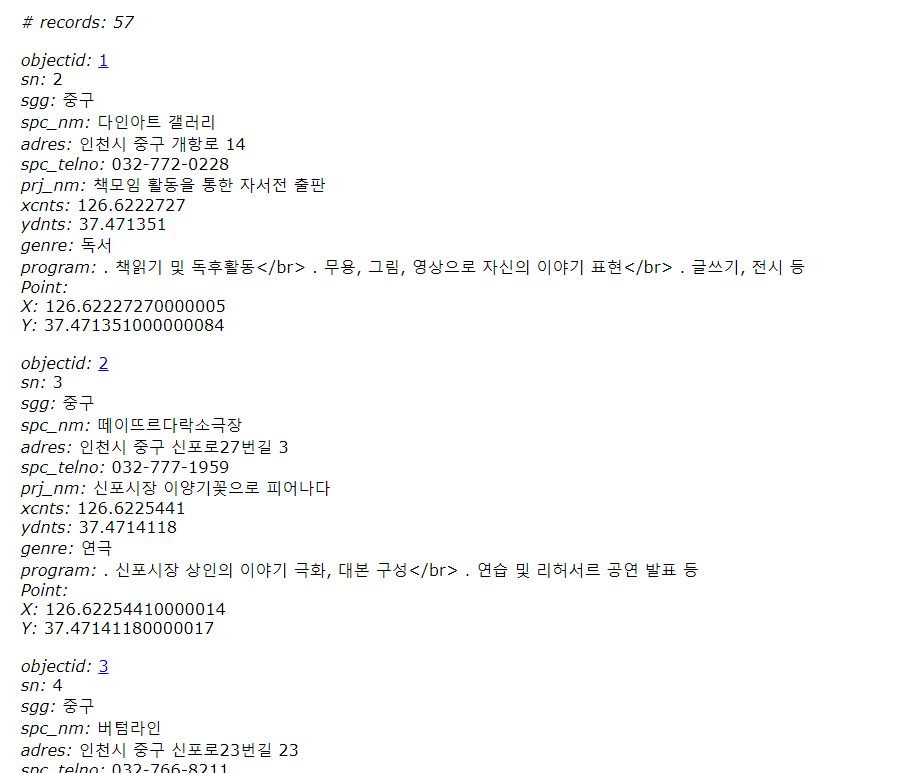 # records: 57
objectid: 1
sn: 2
sgg: 중구
spc_nm: 다인아트 갤러리
adres: 인천시 중구 개항로 14
spc_telno: 032-772-0228
prj_nm: 책모임 활동을 통한 자서전 출판
xcnts: 126.6222727
ydnts: 37.471351
genre: 독서
program: . 책읽기 및 독후활동</br> . 무용, 그림, 영상으로 자신의 이야기 표현</br> . 글쓰기, 전시 등
Point:
X: 126.62227270000005
Y: 37.471351000000084
objectid: 2
sn: 3
sgg: 중구
spc_nm: 떼이뜨르다락소극장
adres: 인천시 중구 신포로27번길 3
spc_telno: 032-777-1959
prj_nm: 신포시장 이양기꽃으로 피어나다
xcnts: 126.6225441
ydnts: 37.4714118
genre: 연극
program: . 신포시장 상인의 이야기 극화, 대본 구성</br> . 연습 및 리허서르 공연 발표 등
Point:
X: 126.62254410000014
Y: 37.47141180000017
objectid: 3
sn: 4
sgg: 중구
spc_nm: 버텀라인
adres: 인천시 중구 신포로23번길 23
spc_telno: 032-766-8211